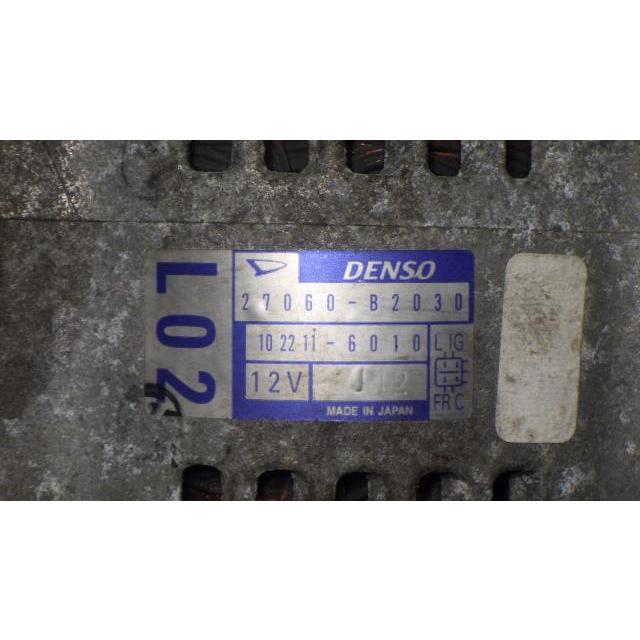 L02
DENSO
27060-B2030
102211-6010
L IG
12V
FR C
MADE IN JAPAN